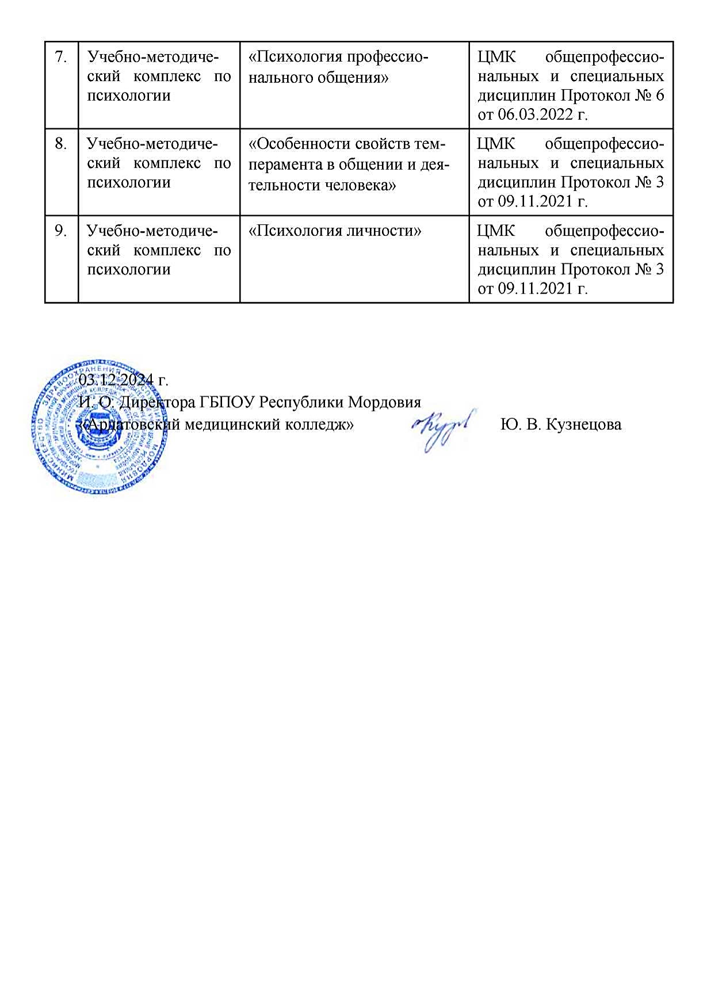 7.
Учебно-методиче-
ский комплекс по
психологии
«Психология профессио-
нального общения»
ЦМК общепрофессио-
нальных и специальных
дисциплин Протокол № 6
от 06.03.2022 г.
8.
Учебно-методиче-
ский комплекс по
психологии
«Особенности свойств тем-
перамента в общении и дея-
тельности человека»
ЦМК общепрофессио-
нальных и специальных
дисциплин Протокол № 3
от 09.11.2021 г.
9.
Учебно-методиче-
ский комплекс по
психологии
«Психология личности»
ЦМК общепрофессио-
нальных и специальных
дисциплин Протокол № 3
от 09.11.2021 г.
03.12.2024 г.
И. О. Директора ГБПОУ Республики Мордовия
«Ардатовский медицинский колледж»
Ю. В. Кузнецова
МИНИСТЕРСТВО ЗДРАВООХРАНЕНИЯ РЕСПУБЛИКИ МОРДОВИЯ